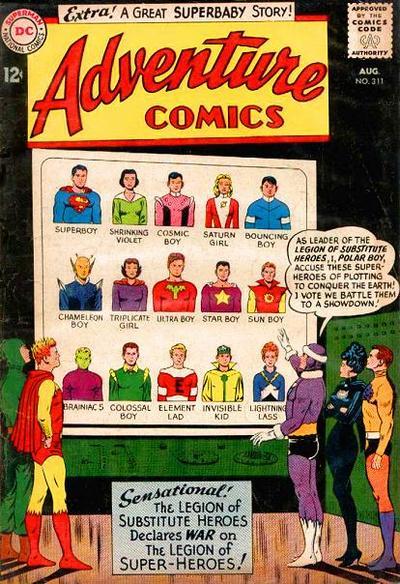 Extra! A GREAT SUPERBABY STORY!
SUPERMAN
DC
NATIONAL COMICS
APPROVED
BY THE
COMICS
CODE
CA
AUTHORITY
12¢
Adventure
COMICS
AUG.
NO. 311
SUPERBOY
SHRINKING
VIOLET
COSMIC
BOY
SATURN
GIRL
BOUNCING
BOY
CHAMELEON
BOY
TRIPLICATE
GIRL
ULTRA BOY
STAR BOY
SUN BOY
BRAINIAC 5
COLOSSAL
BOY
ELEMENT
LAD
INVISIBLE
KID
LIGHTNING
LASS
AS LEADER OF THE
LEGION OF SUBSTITUTE
HEROES, I, POLAR BOY,
ACCUSE THESE SUPER-
HEROES OF PLOTTING
TO CONQUER THE EARTH!
I VOTE WE BATTLE THEM
TO A SHOWDOWN!
Sensational!
THE LEGION OF
SUBSTITUTE HEROES
DECLARES WAR ON
THE LEGION OF
SUPER-HEROES!